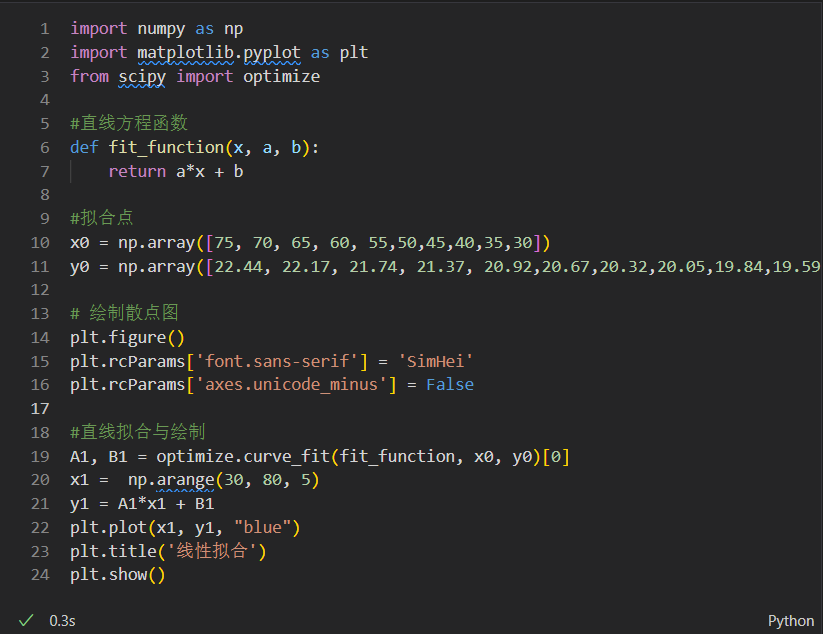 1 import numpy as np
2 import matplotlib.pyplot as plt
3 from scipy import optimize
4
5 #直线方程函数
6 def fit_function(x, a, b):
7     return a*x + b
8
9 #拟合点
10 x0 = np.array([75, 70, 65, 60, 55,50,45,40,35,30])
11 y0 = np.array([22.44, 22.17, 21.74, 21.37, 20.92,20.67,20.32,20.05,19.84,19.59
12
13 # 绘制散点图
14 plt.figure()
15 plt.rcParams['font.sans-serif'] = 'SimHei'
16 plt.rcParams['axes.unicode_minus'] = False
17
18 #直线拟合与绘制
19 A1, B1 = optimize.curve_fit(fit_function, x0, y0)[0]
20 x1 =  np.arange(30, 80, 5)
21 y1 = A1*x1 + B1
22 plt.plot(x1, y1, "blue")
23 plt.title('线性拟合')
24 plt.show()
0.3s Python